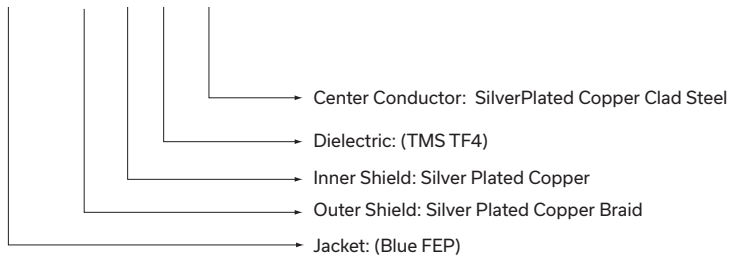 Center Conductor: SilverPlated Copper Clad Steel
Dielectric: (TMS TF4)
Inner Shield: Silver Plated Copper
Outer Shield: Silver Plated Copper Braid
Jacket: (Blue FEP)